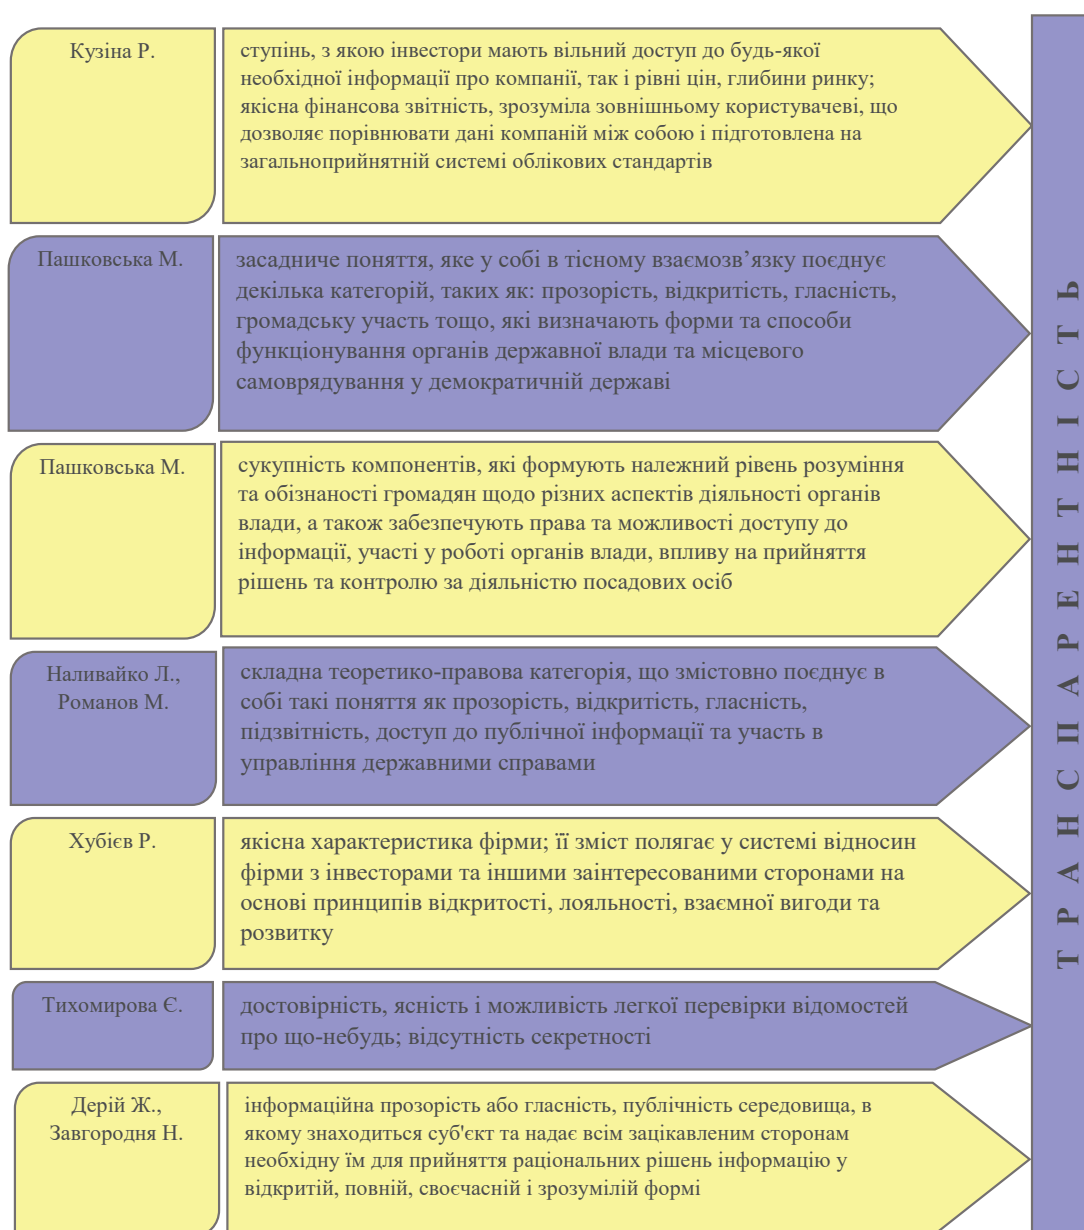 Кузіна Р.
ступінь, з якою інвестори мають вільний доступ до будь-якої
необхідної інформації про компанії, так і рівні цін, глибини ринку;
якісна фінансова звітність, зрозуміла зовнішньому користувачеві, що
дозволяє порівнювати дані компаній між собою і підготовлена на
загальноприйнятній системі облікових стандартів
Пашковська М.
засадниче поняття, яке у собі в тісному взаємозв’язку поєднує
декілька категорій, таких як: прозорість, відкритість, гласність,
громадську участь тощо, які визначають форми та способи
функціонування органів державної влади та місцевого
самоврядування у демократичній державі
Пашковська М.
сукупність компонентів, які формують належний рівень розуміння
та обізнаності громадян щодо різних аспектів діяльності органів
влади, а також забезпечують права та можливості доступу до
інформації, участі у роботі органів влади, впливу на прийняття
рішень та контролю за діяльністю посадових осіб
Наливайко Л.,
Романов М.
складна теоретико-правова категорія, що змістовно поєднує в
собі такі поняття як прозорість, відкритість, гласність,
підзвітність, доступ до публічної інформації та участь в
управління державними справами
Хубієв Р.
якісна характеристика фірми; її зміст полягає у системі відносин
фірми з інвесторами та іншими заінтересованими сторонами на
основі принципів відкритості, лояльності, взаємної вигоди та
розвитку
Тихомирова Є.
достовірність, ясність і можливість легкої перевірки відомостей
про що-небудь; відсутність секретності
Дерій Ж.,
Завгородня Н.
інформаційна прозорість або гласність, публічність середовища, в
якому знаходиться суб'єкт та надає всім зацікавленим сторонам
необхідну їм для прийняття раціональних рішень інформацію у
відкритій, повній, своєчасній і зрозумілій формі
Т Р А Н С П А Р Е Н Т Н І С Т Ь